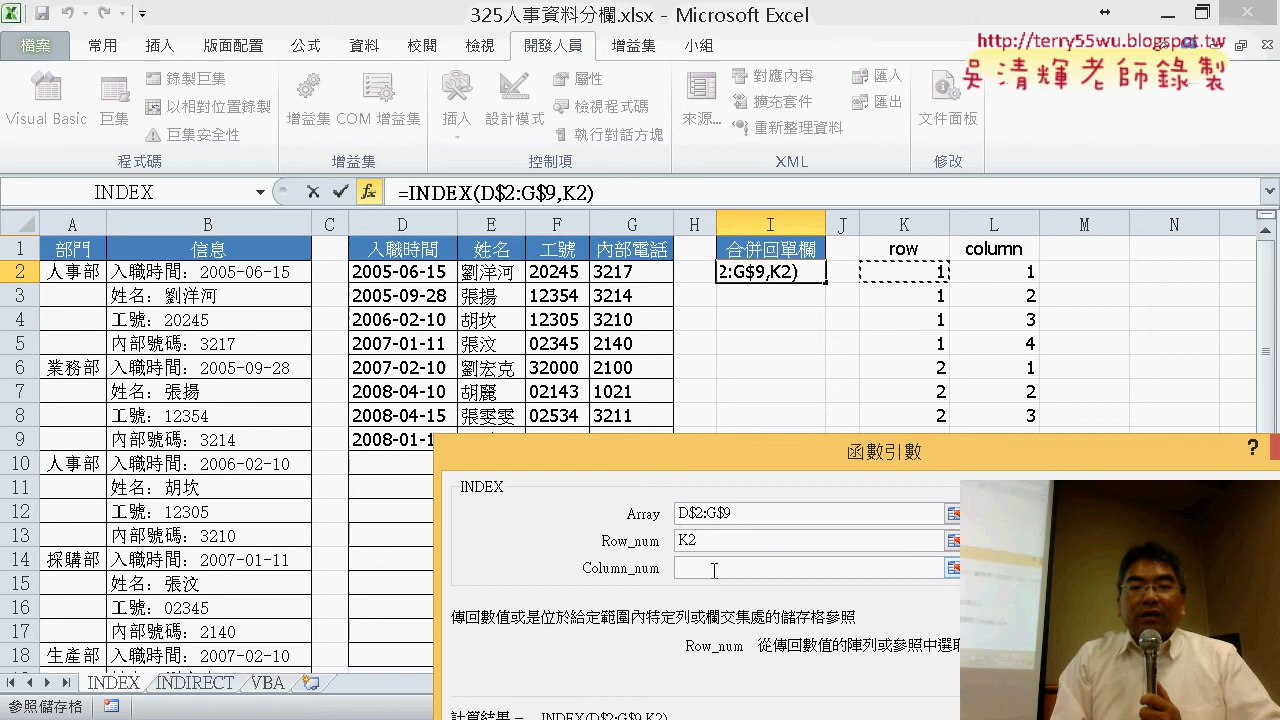 325人事資料分欄.xlsx - Microsoft Excel
http://terry55wu.blogspot.tw
吳清輝老師錄製
檔案 常用 插入 版面配置 公式 資料 校閱 檢視 開發人員 增益集 小組
Visual Basic 巨集 錄製巨集 以相對位置錄製 巨集安全性
增益集 COM 增益集
插入 設計模式 屬性 檢視程式碼 執行對話方塊
來源... 對應內容 擴充套件 重新整理資料 匯入 匯出
文件面板
程式碼 增益集 控制項 XML 修改
INDEX =INDEX(D$2:G$9,K2)
A B C D E F G H I J K L M N
1 部門 信息 入職時間 姓名 工號 內部電話 合併回單欄 row column
2 人事部 入職時間: 2005-06-15 2005-06-15 劉洋河 20245 3217 2:G$9,K2) 1 1
3 姓名: 劉洋河 2005-09-28 張揚 12354 3214 1 2
4 工號: 20245 2006-02-10 胡坎 12305 3210 1 3
5 內部號碼: 3217 2007-01-11 張汶 02345 2140 1 4
6 業務部 入職時間: 2005-09-28 2007-02-10 劉宏克 32000 2100 2 1
7 姓名: 張揚 2008-04-10 胡麗 02143 1021 2 2
8 工號: 12354 2008-04-15 張雯雯 02534 3211 2 3
9 內部號碼: 3214 2008-01-1
10 人事部 入職時間: 2006-02-10
11 姓名: 胡坎
12 工號: 12305
13 內部號碼: 3210
14 採購部 入職時間: 2007-01-11
15 姓名: 張汶
16 工號: 02345
17 內部號碼: 2140
18 生產部 入職時間: 2007-02-10
函數引數 ?
INDEX
Array D$2:G$9
Row_num K2
Column_num
傳回數值或是位於給定範圍內特定列或欄交集處的儲存格參照
Row_num 從傳回數值的陣列或參照中選取
計算結果 = INDEX(D$2:G$9,K2)
INDEX INDIRECT VBA
參照儲存格